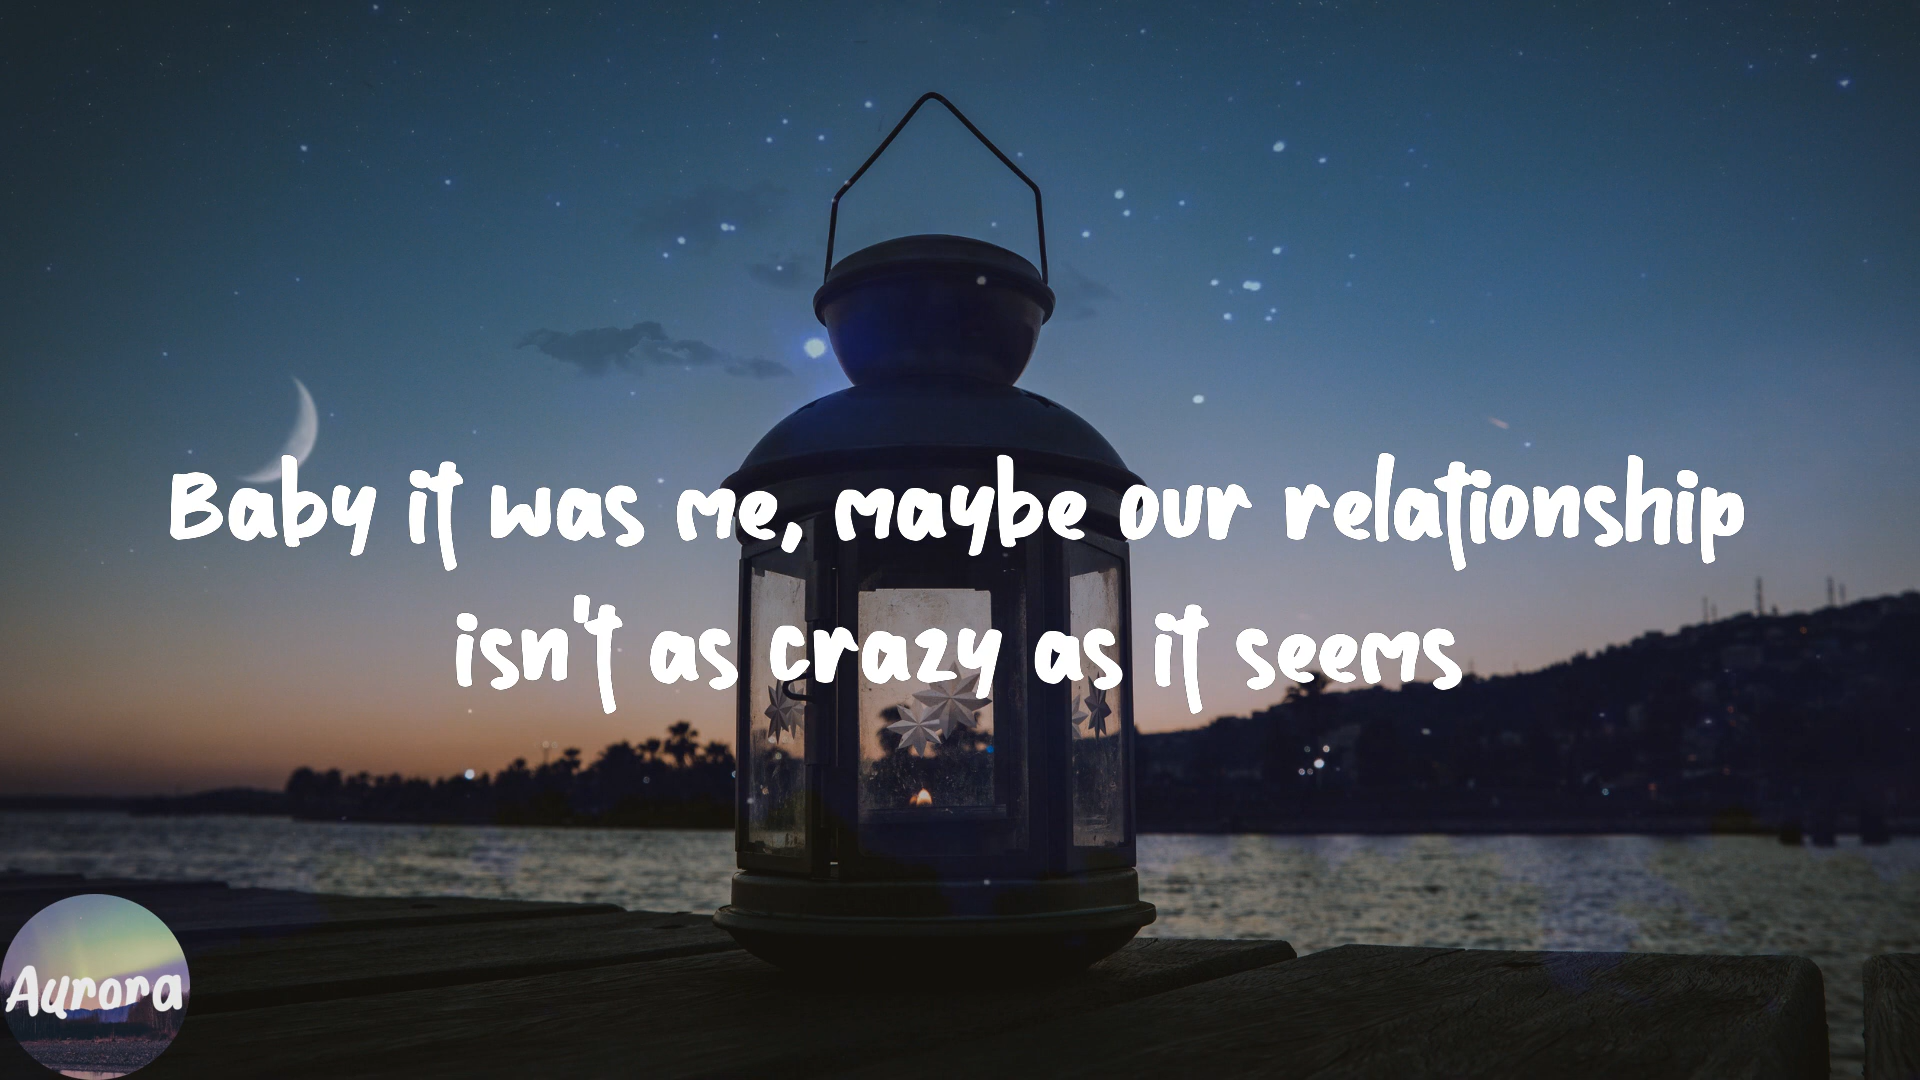 Baby it was me, maybe our relationship
isn't as crazy as it seems
Aurora